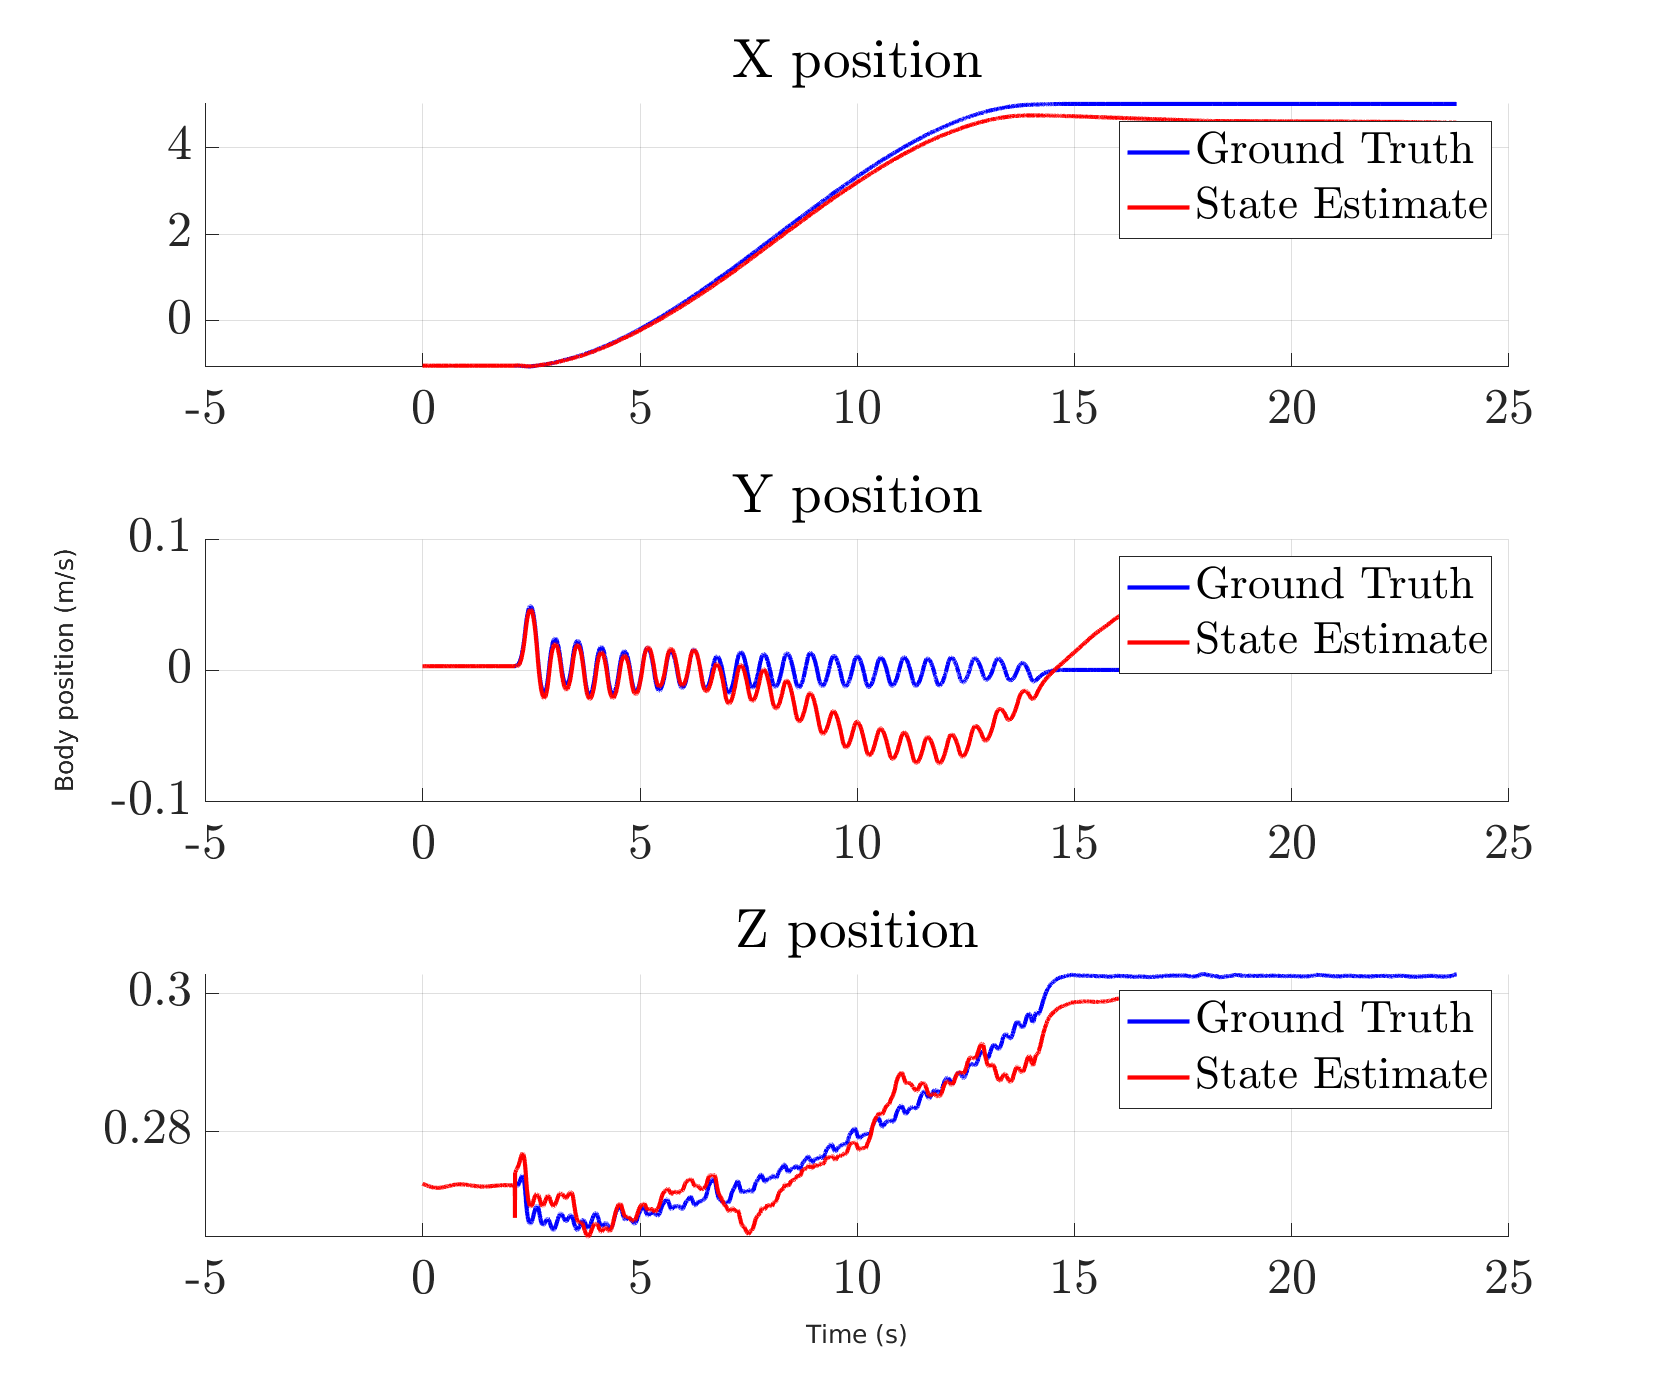 X position
4
2
0
Ground Truth
State Estimate
-5 0 5 10 15 20 25
Y position
Body position (m/s)
0.1
0
-0.1
Ground Truth
State Estimate
-5 0 5 10 15 20 25
Z position
0.3
0.28
Ground Truth
State Estimate
-5 0 5 10 15 20 25
Time (s)